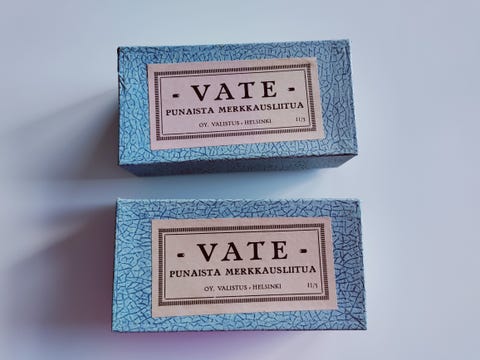 - VATE -
PUNAISTA MERKKAUSLIITUA
OY. VALISTUS • HELSINKI 11/3
- VATE -
PUNAISTA MERKKAUSLIITUA
OY. VALISTUS • HELSINKI 11/3